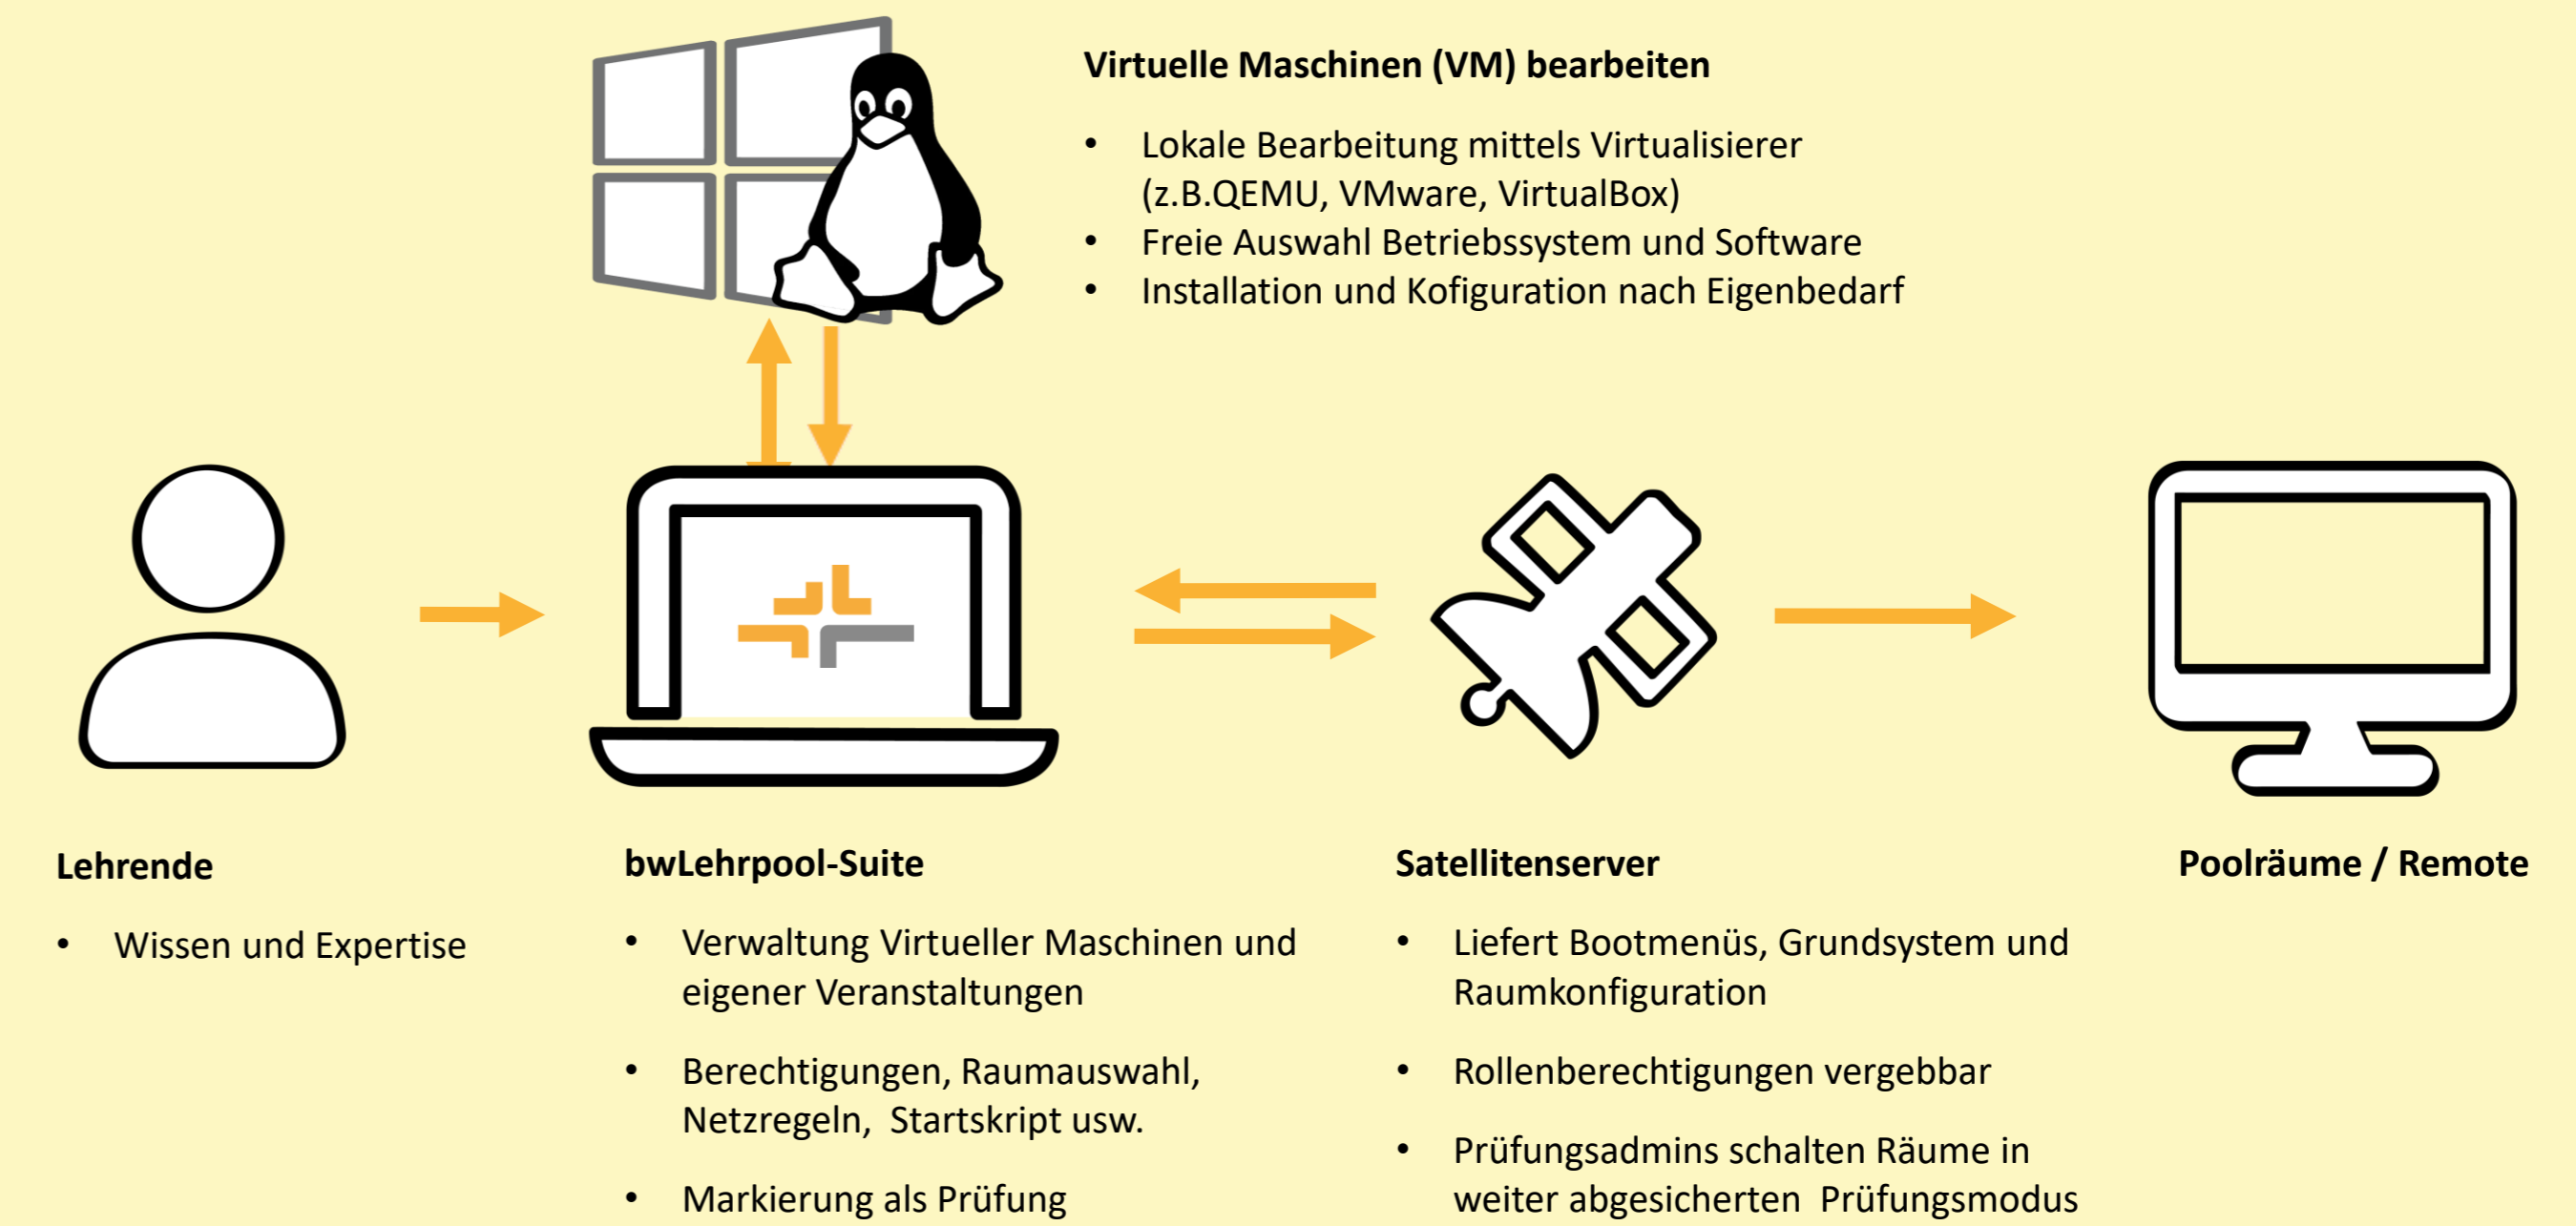 Virtuelle Maschinen (VM) bearbeiten
• Lokale Bearbeitung mittels Virtualisierer
(z.B.QEMU, VMware, VirtualBox)
• Freie Auswahl Betriebssystem und Software
• Installation und Kofiguration nach Eigenbedarf
Lehrende
• Wissen und Expertise
bwLehrpool-Suite
• Verwaltung Virtueller Maschinen und
eigener Veranstaltungen
• Berechtigungen, Raumauswahl,
Netzregeln,  Startskript usw.
• Markierung als Prüfung
Satellitenserver
• Liefert Bootmenüs, Grundsystem und
Raumkonfiguration
• Rollenberechtigungen vergebbar
• Prüfungsadmins schalten Räume in
weiter abgesicherten  Prüfungsmodus
Poolräume / Remote